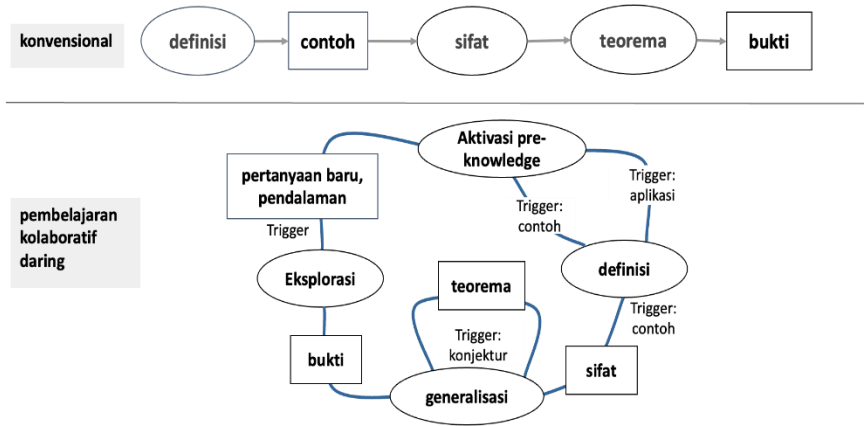 konvensional
definisi
contoh
sifat
teorema
bukti
pembelajaran
kolaboratif
daring
Aktivasi pre-
knowledge
pertanyaan baru,
pendalaman
Trigger:
aplikasi
Trigger:
contoh
Trigger
definisi
Eksplorasi
teorema
Trigger:
contoh
Trigger:
konjektur
bukti
sifat
generalisasi